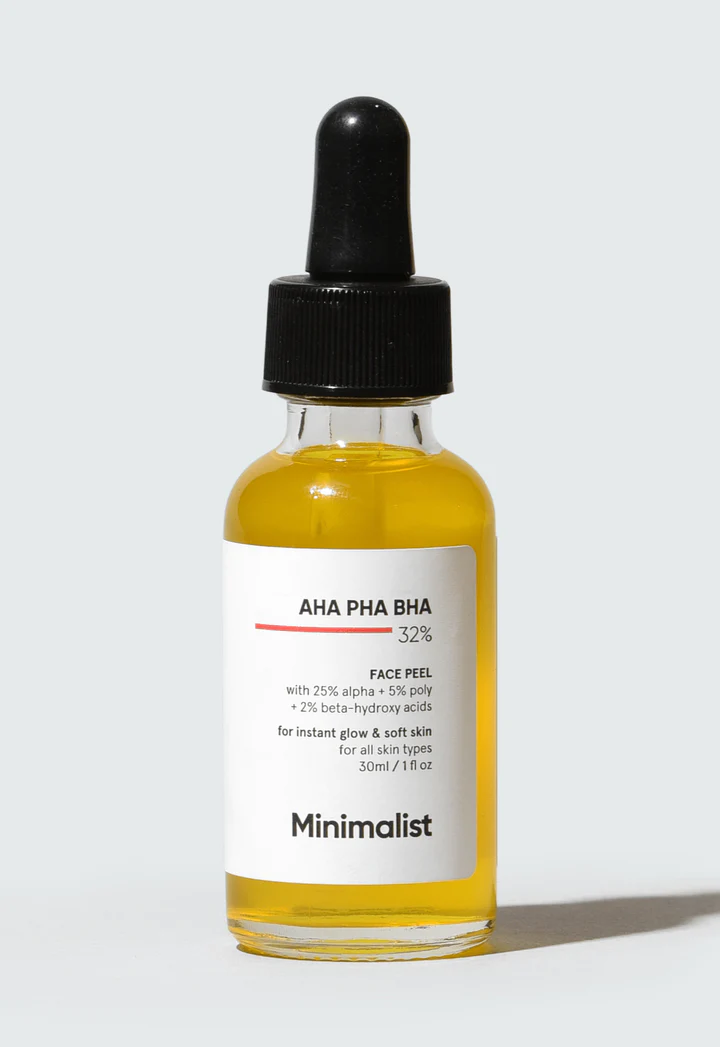 AHA PHA BHA
32%
FACE PEEL
with 25% alpha + 5% poly
+ 2% beta-hydroxy acids
for instant glow & soft skin
for all skin types
30ml / 1 fl oz
Minimalist